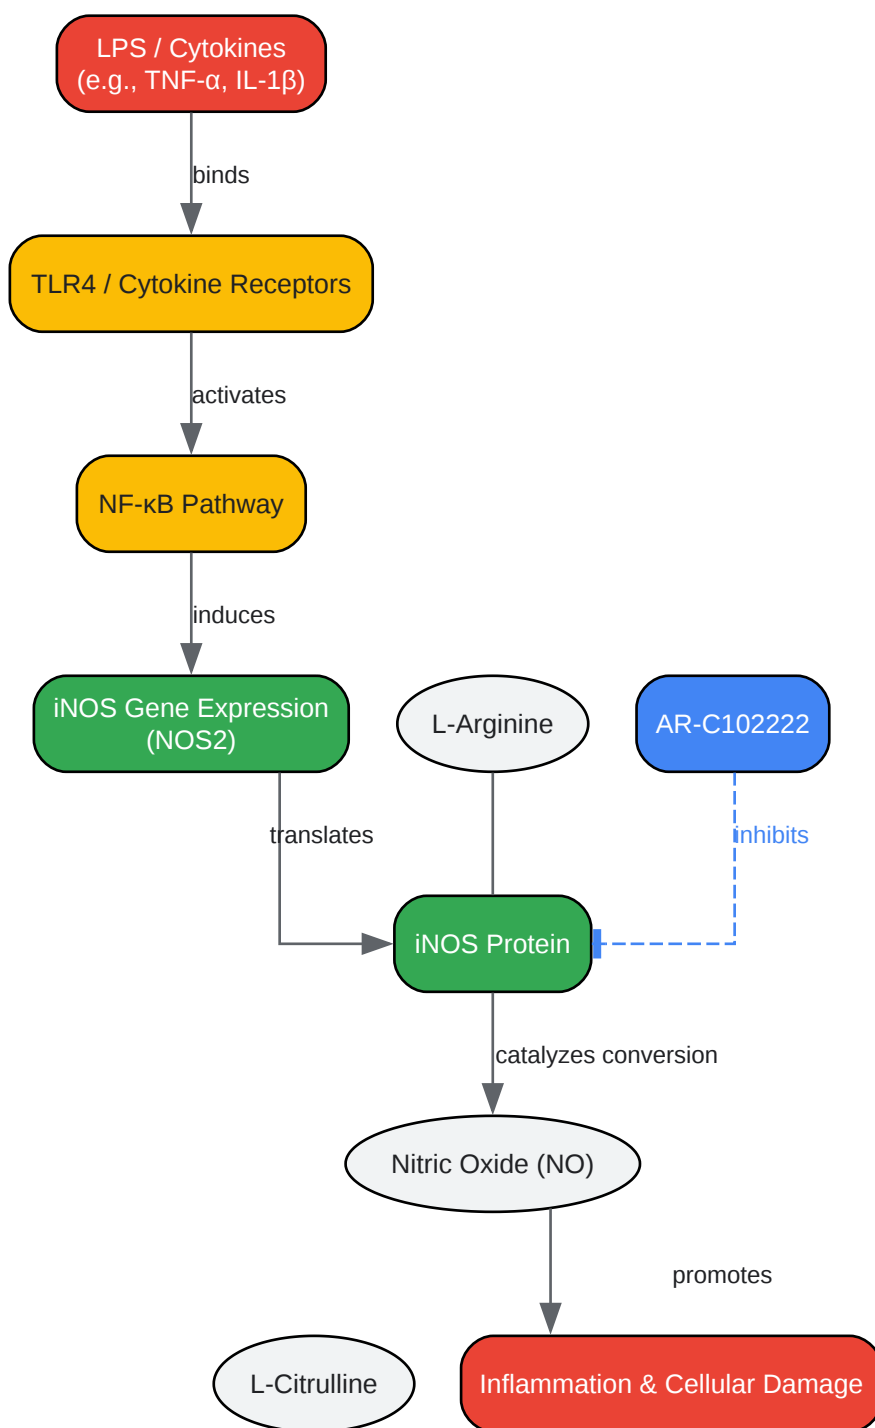 LPS / Cytokines
(e.g., TNF-α, IL-1β)
binds
TLR4 / Cytokine Receptors
activates
NF-κB Pathway
induces
iNOS Gene Expression
(NOS2)
L-Arginine
AR-C102222
translates
inhibits
iNOS Protein
catalyzes conversion
Nitric Oxide (NO)
promotes
L-Citrulline
Inflammation & Cellular Damage